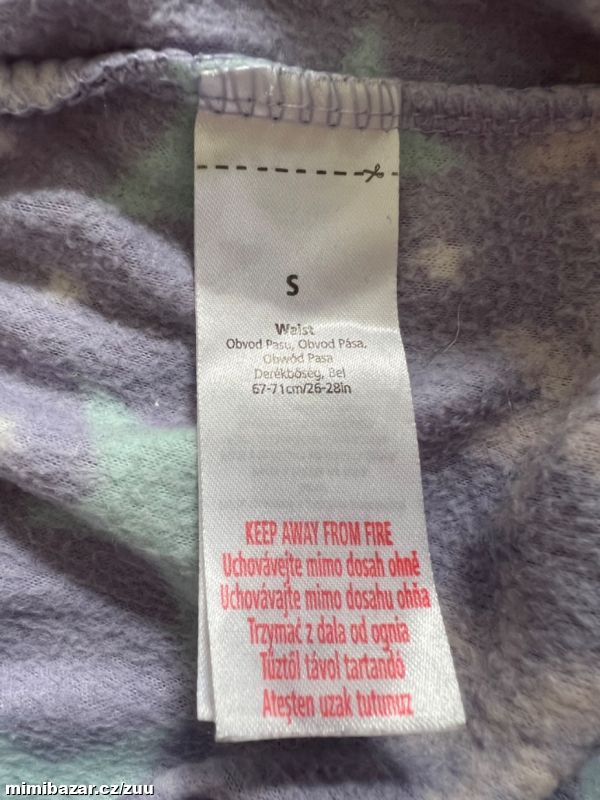 S
Waist
Obvod Pasu, Obvod Pása,
Obwód Pasa
Derékbőség, Bel
67-71cm/26-28in
KEEP AWAY FROM FIRE
Uchovávejte mimo dosah ohně
Uchovávajte mimo dosahu ohňa
Trzymać z dala od ognia
Tűztől távol tartandó
Ateşten uzak tutunuz
mimibazar.cz/zuu